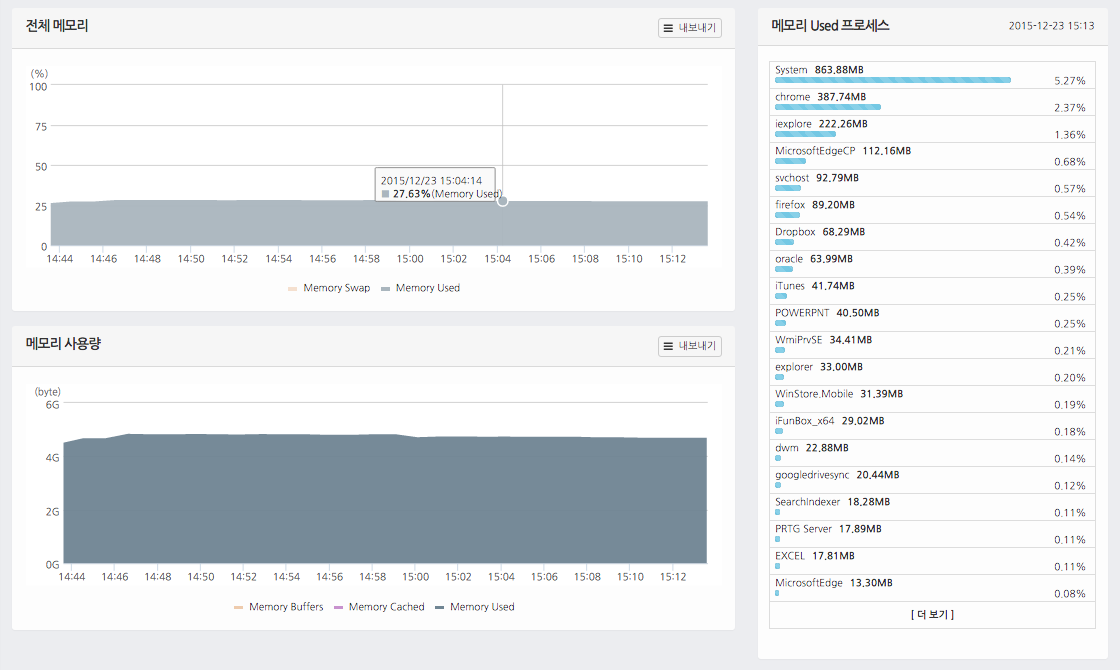 전체 메모리
내보내기
(%)
100
75
50
25
0
2015/12/23 15:04:14
27,63%(Memory Used)
14:44 14:46 14:48 14:50 14:52 14:54 14:56 14:58 15:00 15:02 15:04 15:06 15:08 15:10 15:12
Memory Swap Memory Used
메모리 사용량
내보내기
(byte)
6G
4G
2G
0G
14:44 14:46 14:48 14:50 14:52 14:54 14:56 14:58 15:00 15:02 15:04 15:06 15:08 15:10 15:12
Memory Buffers Memory Cached Memory Used
메모리 Used 프로세스 2015-12-23 15:13
System 863,88MB
5.27%
chrome 387,74MB
2.37%
iexplore 222,26MB
1.36%
MicrosoftEdgeCP 112,16MB
0.68%
svchost 92,79MB
0.57%
firefox 89,20MB
0.54%
Dropbox 68,29MB
0.42%
oracle 63,99MB
0.39%
iTunes 41,74MB
0.25%
POWERPNT 40,50MB
0.25%
WmiPrvSE 34,41MB
0.21%
explorer 33,00MB
0.20%
WinStore.Mobile 31,39MB
0.19%
iFunBox_x64 29,02MB
0.18%
dwm 22,88MB
0.14%
googledrivesync 20,44MB
0.12%
SearchIndexer 18,28MB
0.11%
PRTG Server 17,89MB
0.11%
EXCEL 17,81MB
0.11%
MicrosoftEdge 13,30MB
0.08%
[ 더 보기 ]